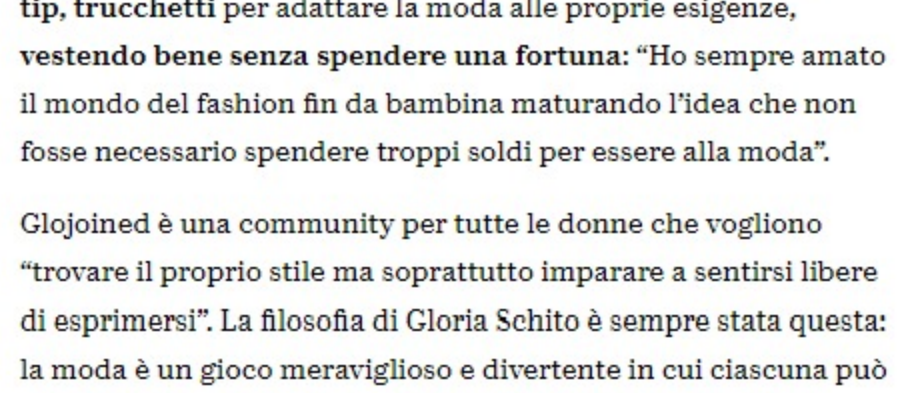 tip, trucchetti per adattare la moda alle proprie esigenze,
vestendo bene senza spendere una fortuna: “Ho sempre amato
il mondo del fashion fin da bambina maturando l’idea che non
fosse necessario spendere troppi soldi per essere alla moda”.
Glojoined è una community per tutte le donne che vogliono
“trovare il proprio stile ma soprattutto imparare a sentirsi libere
di esprimersi”. La filosofia di Gloria Schito è sempre stata questa:
la moda è un gioco meraviglioso e divertente in cui ciascuna può